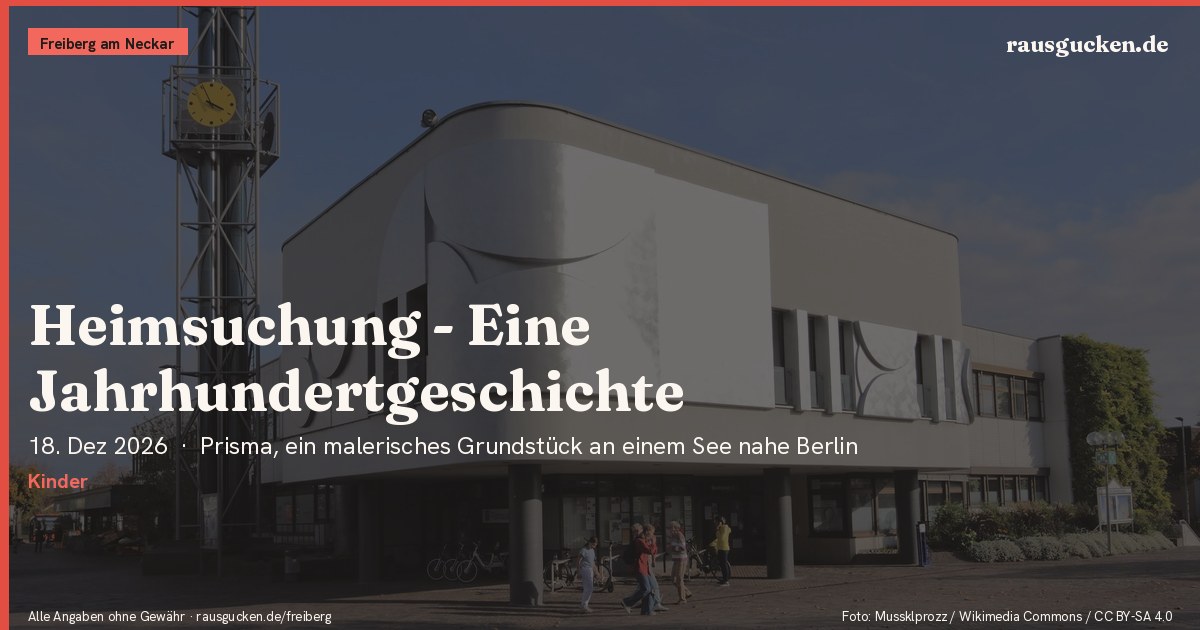 Freiberg am Neckar
rausgucken.de
Heimsuchung - Eine
Jahrhundertgeschichte
18. Dez 2026 · Prisma, ein malerisches Grundstück an einem See nahe Berlin
Kinder
Alle Angaben ohne Gewähr · rausgucken.de/freiberg
Foto: Mussklprozz / Wikimedia Commons / CC BY-SA 4.0